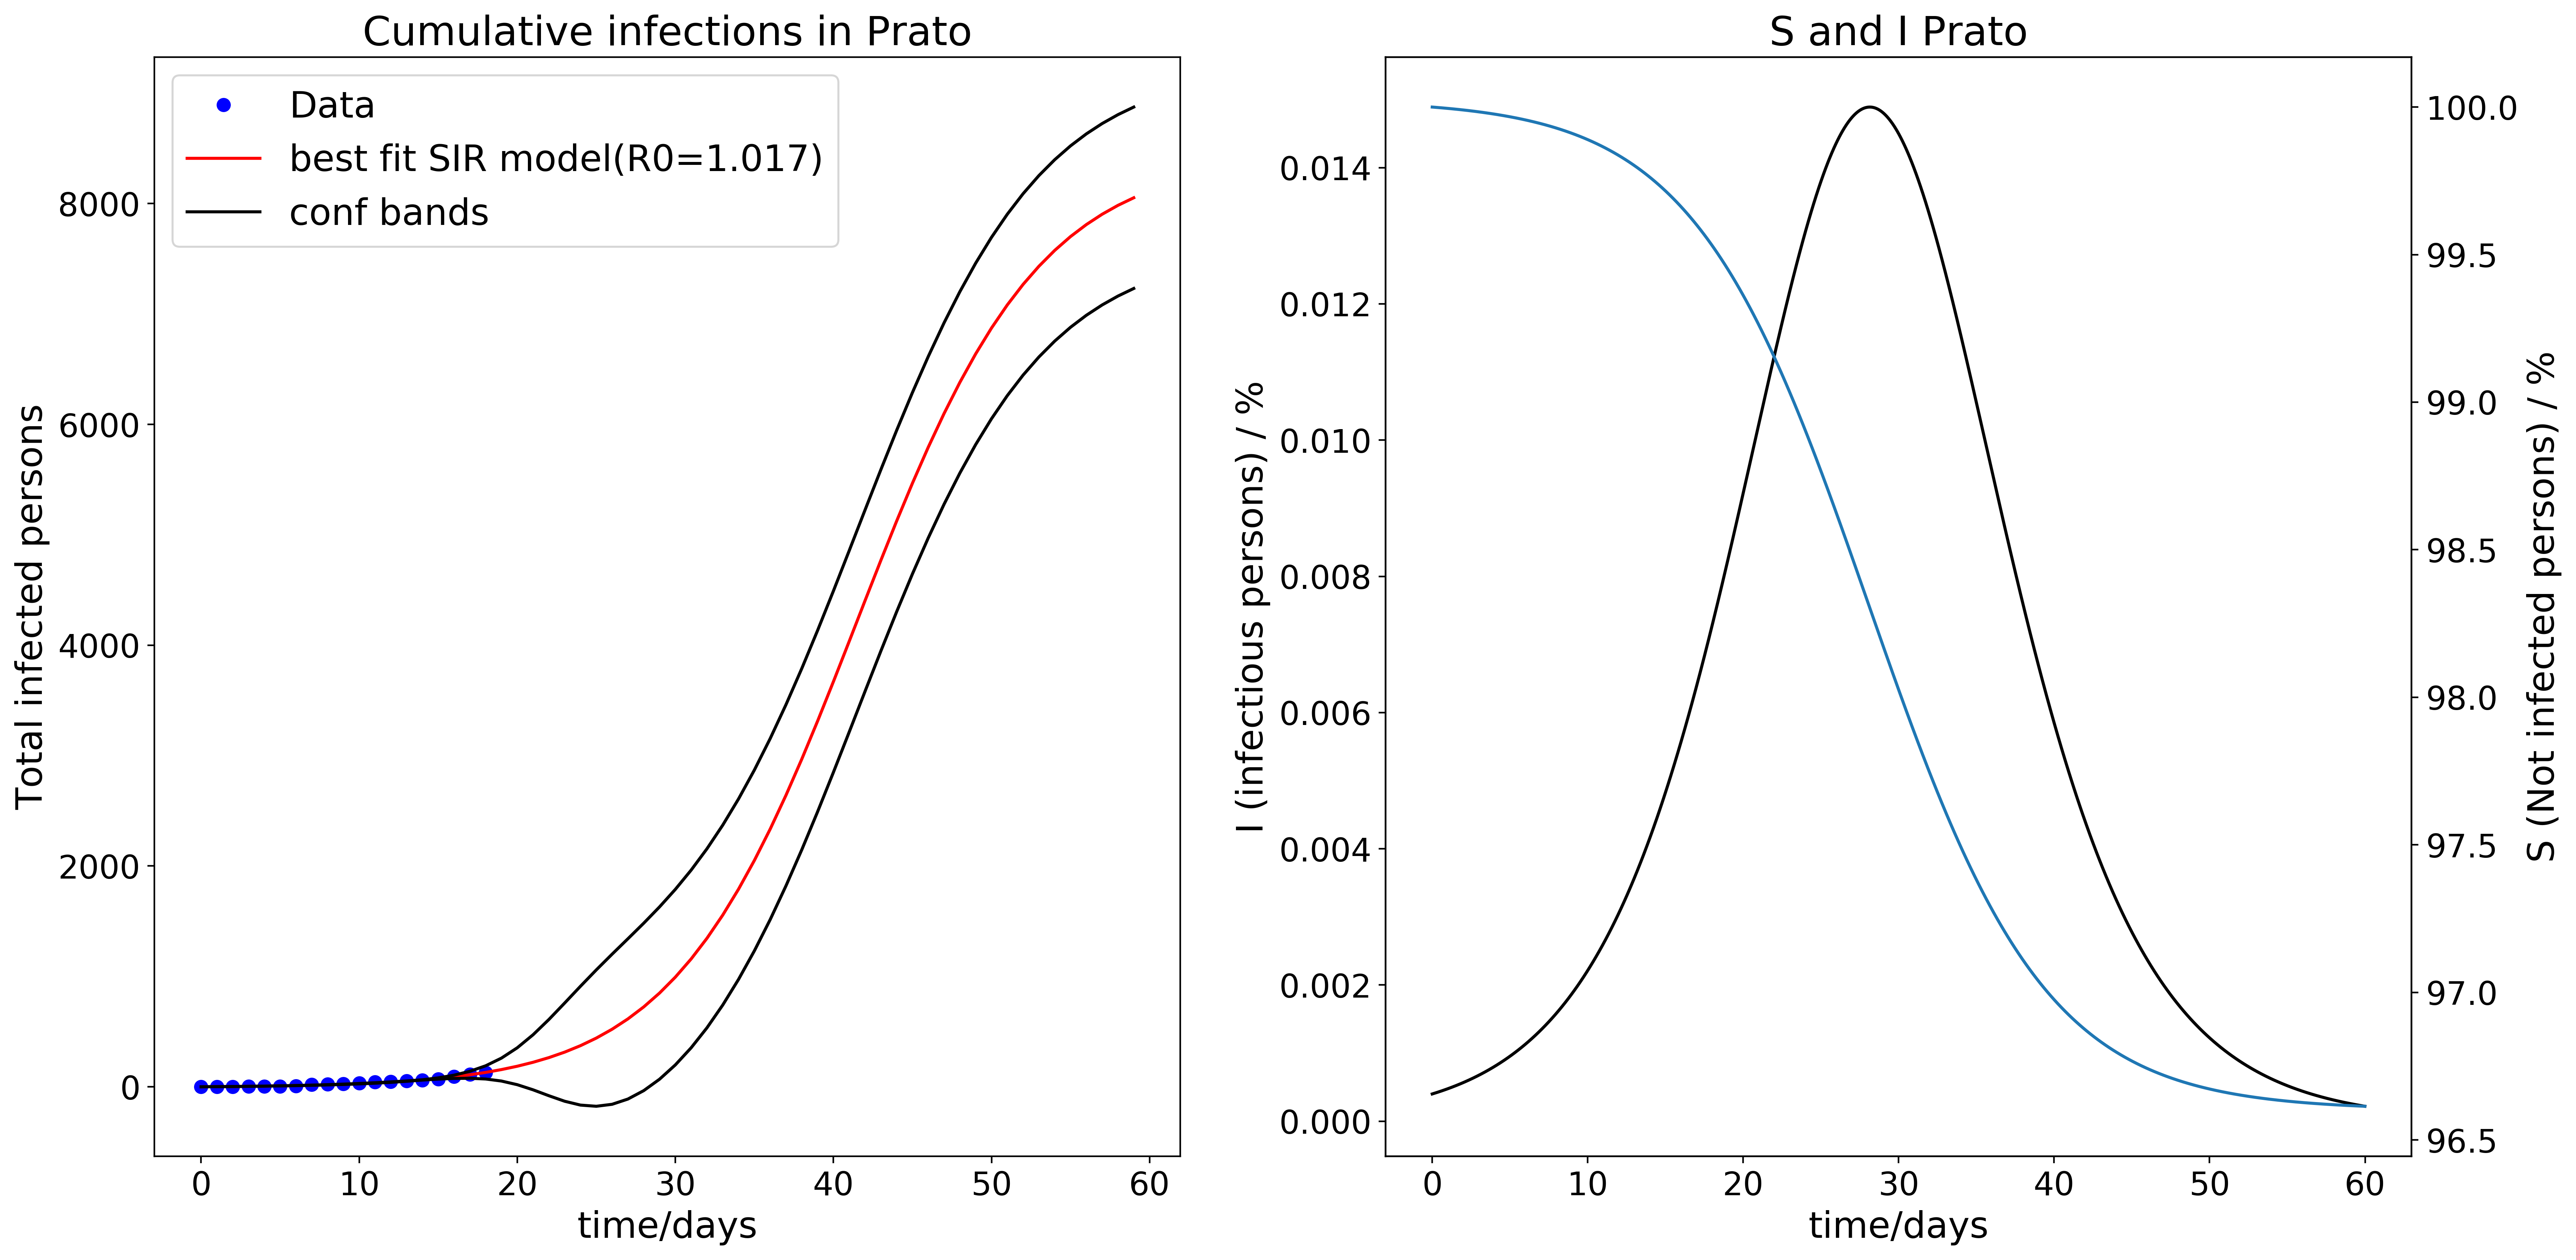 Cumulative infections in Prato
Data
best fit SIR model(R0=1.017)
conf bands
Total infected persons
8000
6000
4000
2000
0
0 10 20 30 40 50 60
time/days
S and I Prato
I (infectious persons) / %
0.014
0.012
0.010
0.008
0.006
0.004
0.002
0.000
0 10 20 30 40 50 60
time/days
100.0
99.5
99.0
98.5
98.0
97.5
97.0
96.5
S (Not infected persons) / %